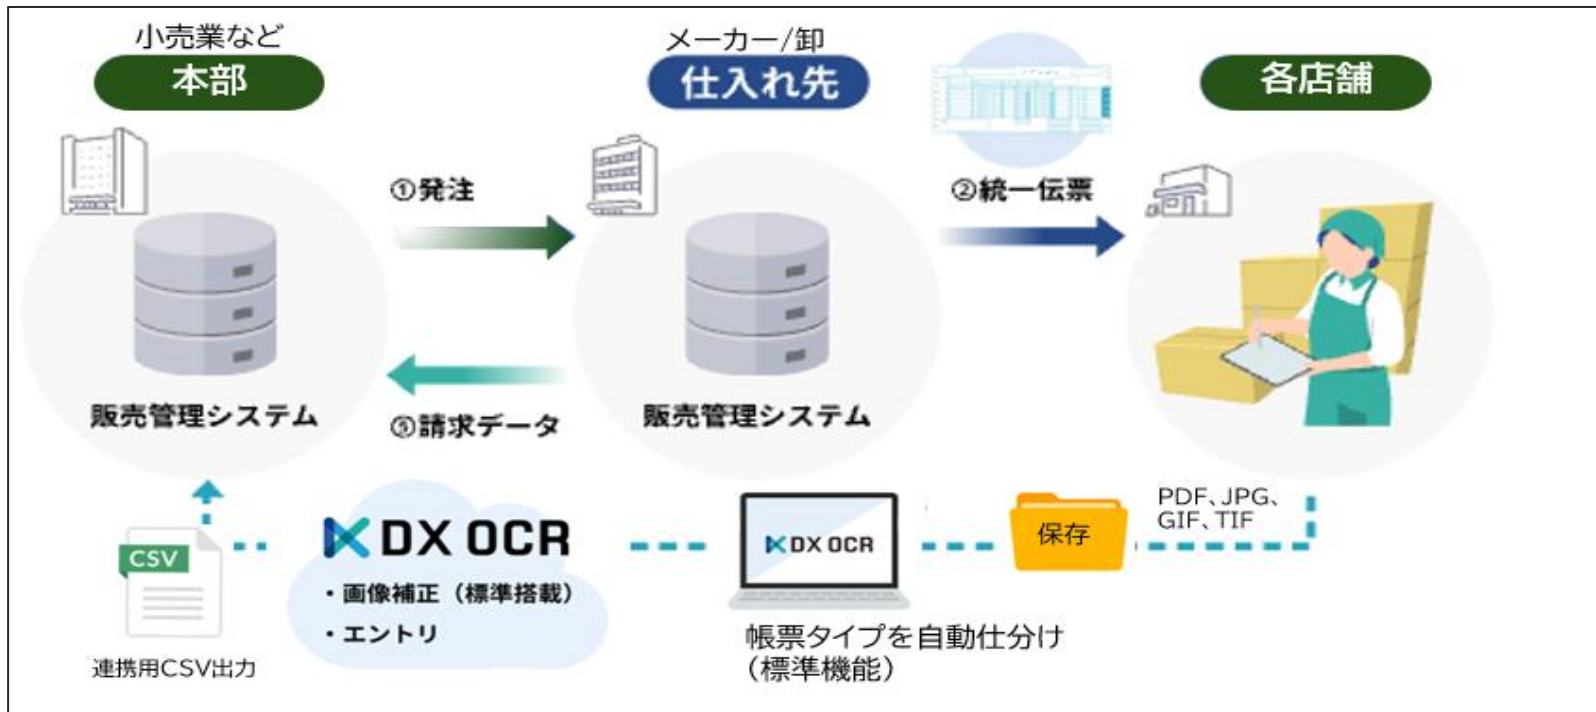 小売業など
本部
メーカー/卸
仕入れ先
各店舗
①発注
②統一伝票
販売管理システム
③請求データ
販売管理システム
DX OCR
・画像補正（標準搭載）
・エントリ
CSV
連携用CSV出力
DX OCR
帳票タイプを自動仕分け
（標準機能）
保存
PDF、JPG、
GIF、TIF